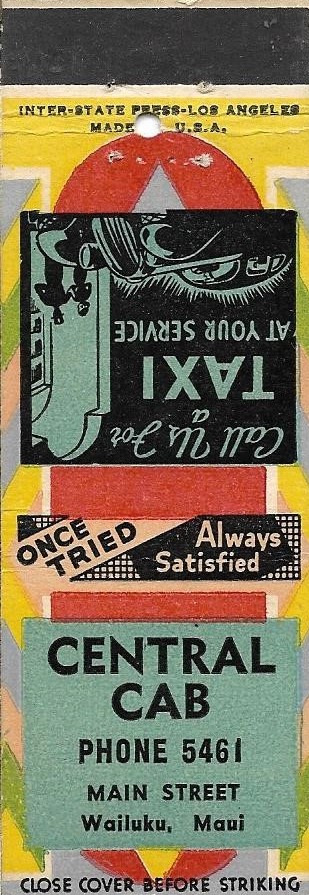 INTER-STATE PRESS-LOS ANGELES
MADE U.S.A.
Call Us For
a
TAXI
AT YOUR SERVICE
ONCE
TRIED
Always
Satisfied
CENTRAL
CAB
PHONE 5461
MAIN STREET
Wailuku, Maui
CLOSE COVER BEFORE STRIKING